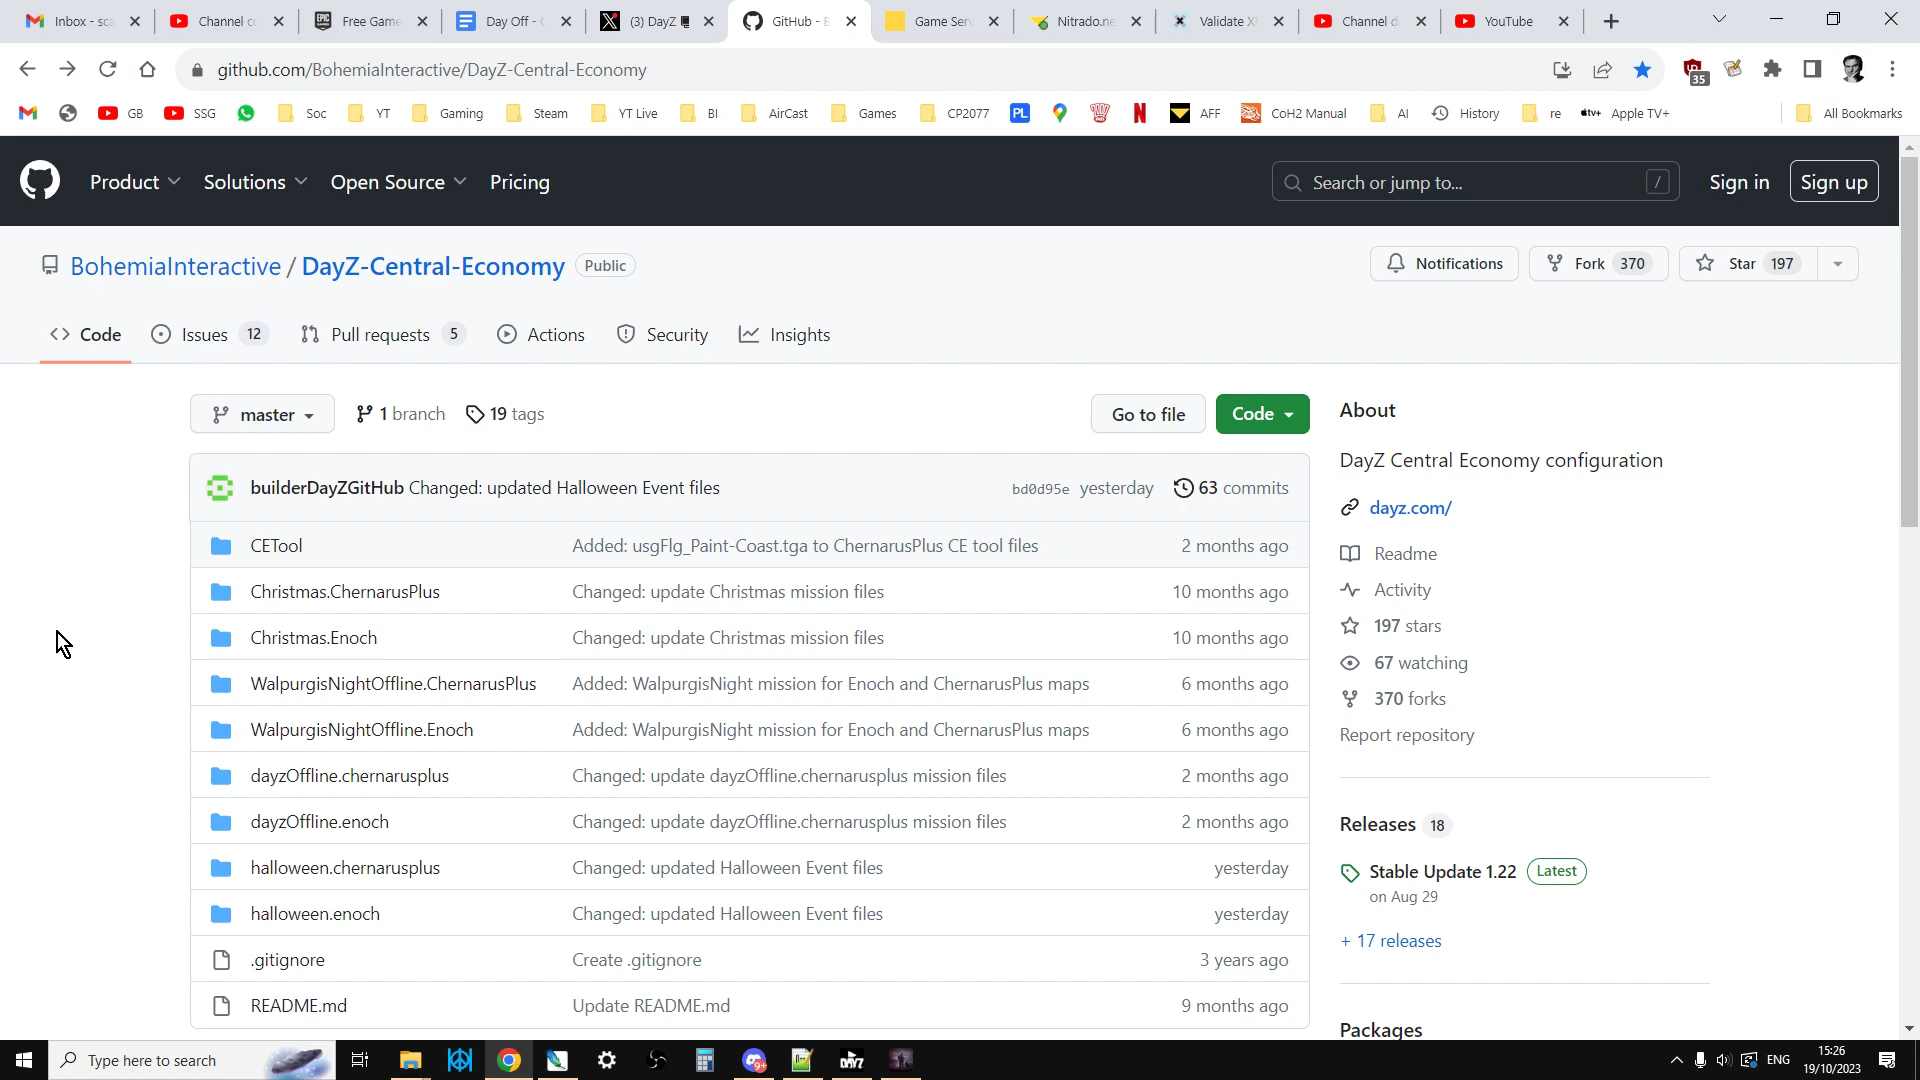 Inbox - sca
Channel co
Free Game
Day Off - G
(3) DayZ
GitHub - B
Game Serv
Nitrado.ne
Validate X
Channel d
YouTube
github.com/BohemiaInteractive/DayZ-Central-Economy
35
GB
SSG
Soc
YT
Gaming
Steam
YT Live
BI
AirCast
Games
CP2077
PL
N
AFF
CoH2 Manual
AI
History
re
tv+
Apple TV+
All Bookmarks
Product
Solutions
Open Source
Pricing
Search or jump to...
/
Sign in
Sign up
BohemiaInteractive / DayZ-Central-Economy
Public
Notifications
Fork 370
Star 197
Code
Issues 12
Pull requests 5
Actions
Security
Insights
master
1 branch
19 tags
Go to file
Code
builderDayZGitHub Changed: updated Halloween Event files
bd0d95e yesterday
63 commits
CETool Added: usgFlg_Paint-Coast.tga to ChernarusPlus CE tool files 2 months ago
Christmas.ChernarusPlus Changed: update Christmas mission files 10 months ago
Christmas.Enoch Changed: update Christmas mission files 10 months ago
WalpurgisNightOffline.ChernarusPlus Added: WalpurgisNight mission for Enoch and ChernarusPlus maps 6 months ago
WalpurgisNightOffline.Enoch Added: WalpurgisNight mission for Enoch and ChernarusPlus maps 6 months ago
dayzOffline.chernarusplus Changed: update dayzOffline.chernarusplus mission files 2 months ago
dayzOffline.enoch Changed: update dayzOffline.chernarusplus mission files 2 months ago
halloween.chernarusplus Changed: updated Halloween Event files yesterday
halloween.enoch Changed: updated Halloween Event files yesterday
.gitignore Create .gitignore 3 years ago
README.md Update README.md 9 months ago
About
DayZ Central Economy configuration
dayz.com/
Readme
Activity
197 stars
67 watching
370 forks
Report repository
Releases 18
Stable Update 1.22 Latest
on Aug 29
+ 17 releases
Packages
Type here to search
9+
DAYZ
ENG
15:26
19/10/2023